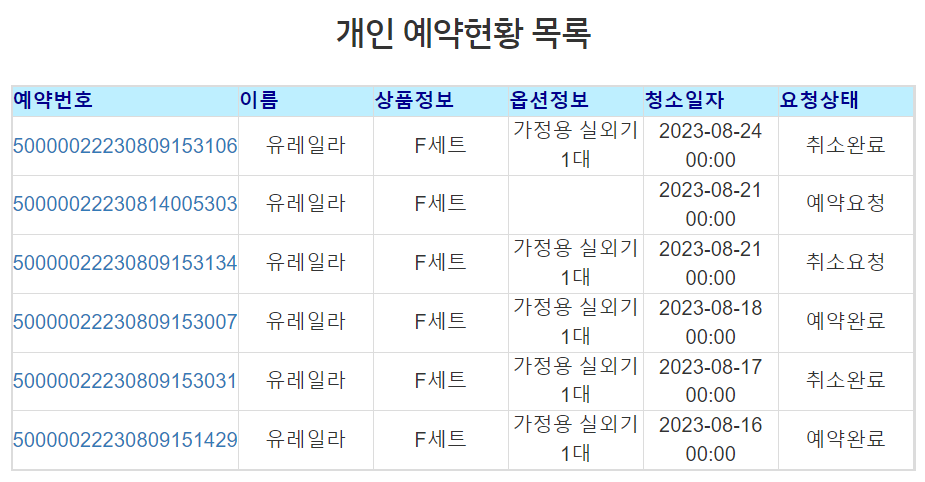 개인 예약현황 목록
예약번호 이름 상품정보 옵션정보 청소일자 요청상태
50000022230809153106 유레일라 F세트 가정용 실외기 1대 2023-08-24 00:00 취소완료
50000022230814005303 유레일라 F세트 2023-08-21 00:00 예약요청
50000022230809153134 유레일라 F세트 가정용 실외기 1대 2023-08-21 00:00 취소요청
50000022230809153007 유레일라 F세트 가정용 실외기 1대 2023-08-18 00:00 예약완료
50000022230809153031 유레일라 F세트 가정용 실외기 1대 2023-08-17 00:00 취소완료
50000022230809151429 유레일라 F세트 가정용 실외기 1대 2023-08-16 00:00 예약완료